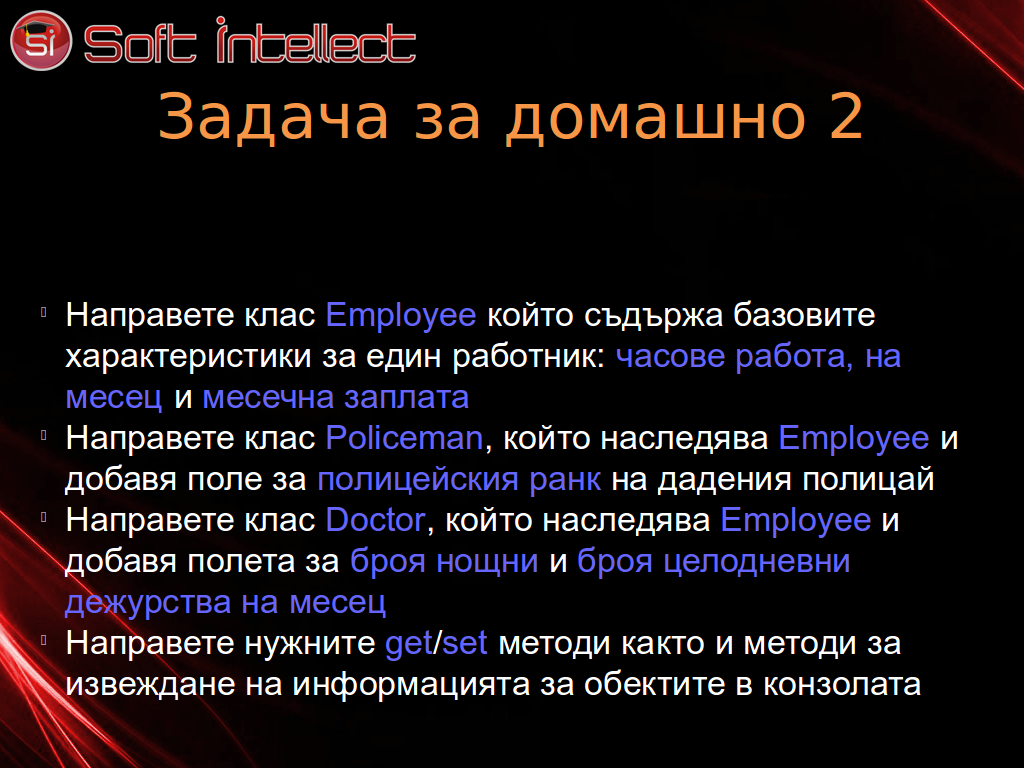 Si Soft Intellect
Задача за домашно 2
Направете клас Employee който съдържа базовите
характеристики за един работник: часове работа, на
месец и месечна заплата
Направете клас Policeman, който наследява Employee и
добавя поле за полицейския ранк на дадения полицай
Направете клас Doctor, който наследява Employee и
добавя полета за броя нощни и броя целодневни
дежурства на месец
Направете нужните get/set методи както и методи за
извеждане на информацията за обектите в конзолата